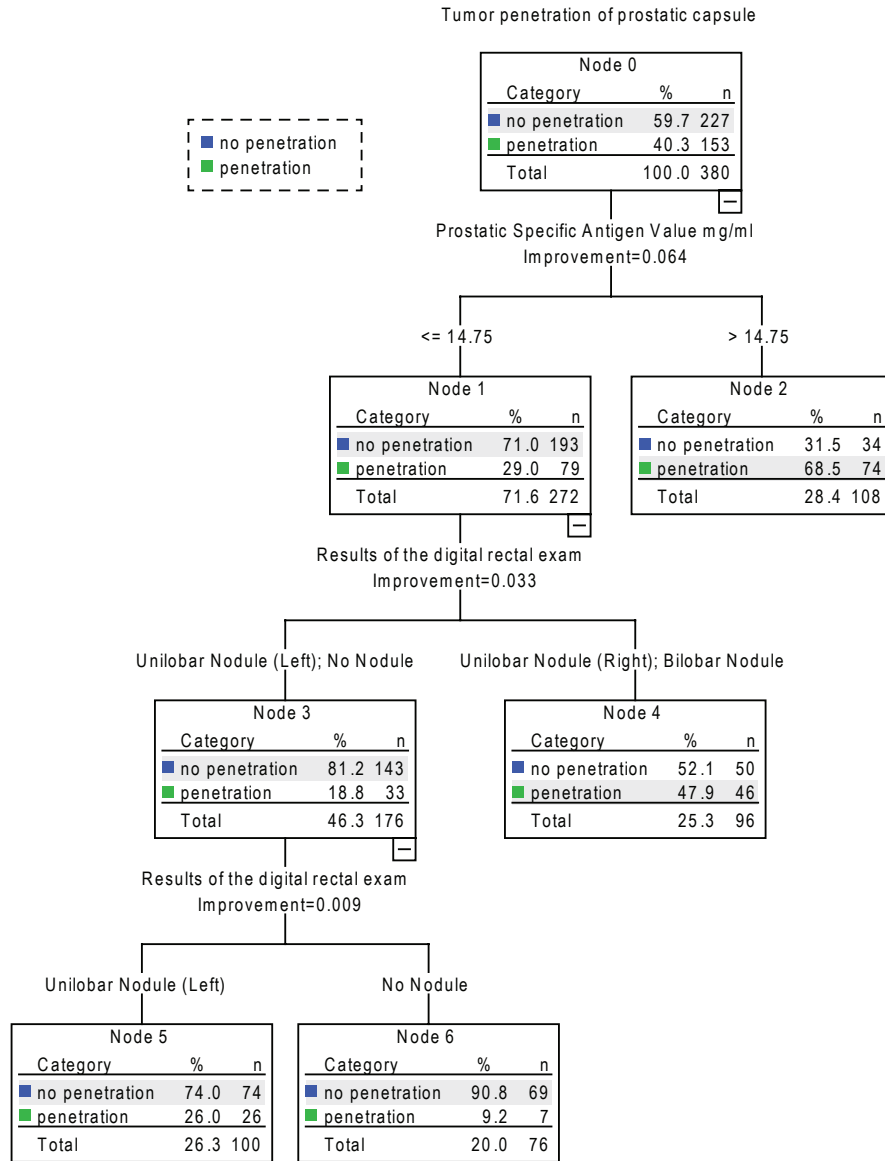 Tumor penetration of prostatic capsule
no penetration
penetration
Node 0
Category % n
no penetration 59.7 227
penetration 40.3 153
Total 100.0 380
Prostatic Specific Antigen Value mg/ml
Improvement=0.064
<= 14.75 > 14.75
Node 1
Category % n
no penetration 71.0 193
penetration 29.0 79
Total 71.6 272
Node 2
Category % n
no penetration 31.5 34
penetration 68.5 74
Total 28.4 108
Results of the digital rectal exam
Improvement=0.033
Unilobar Nodule (Left); No Nodule
Unilobar Nodule (Right); Bilobar Nodule
Node 3
Category % n
no penetration 81.2 143
penetration 18.8 33
Total 46.3 176
Node 4
Category % n
no penetration 52.1 50
penetration 47.9 46
Total 25.3 96
Results of the digital rectal exam
Improvement=0.009
Unilobar Nodule (Left)
No Nodule
Node 5
Category % n
no penetration 74.0 74
penetration 26.0 26
Total 26.3 100
Node 6
Category % n
no penetration 90.8 69
penetration 9.2 7
Total 20.0 76